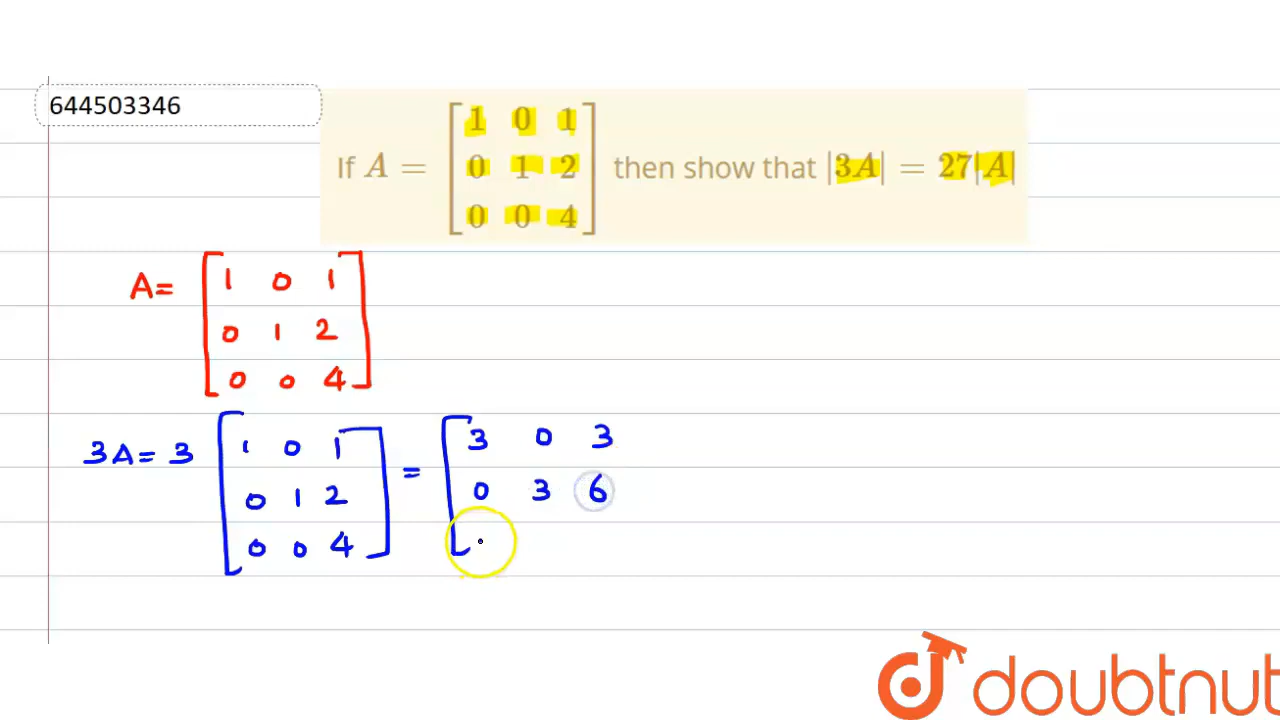 644503346
If A = [ 1 0 1
0 1 2
0 0 4 ] then show that |3A| = 27|A|
A = [ 1 0 1
0 1 2
0 0 4 ]
3A = 3 [ 1 0 1
0 1 2
0 0 4 ] = [ 3 0 3
0 3 6
doubtnut